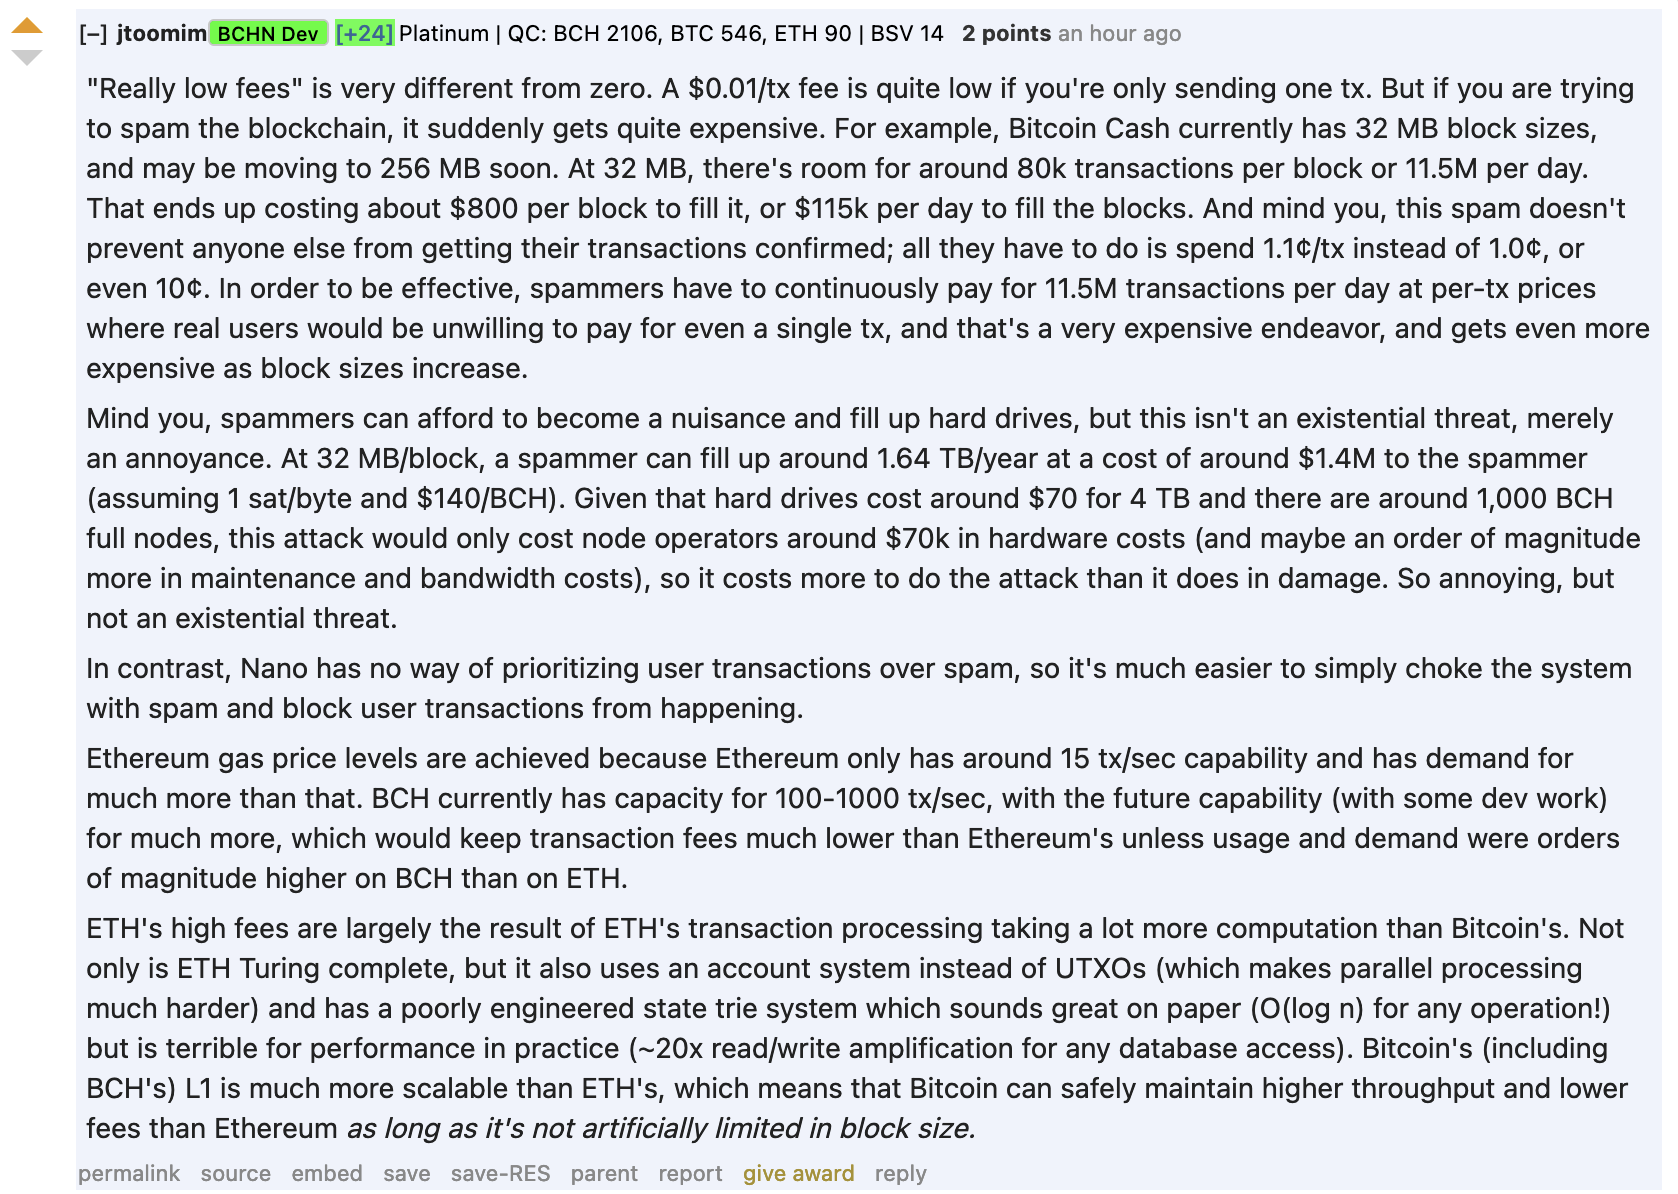 [–] jtoomim BCHN Dev [+24] Platinum | QC: BCH 2106, BTC 546, ETH 90 | BSV 14 2 points an hour ago
"Really low fees" is very different from zero. A $0.01/tx fee is quite low if you're only sending one tx. But if you are trying
to spam the blockchain, it suddenly gets quite expensive. For example, Bitcoin Cash currently has 32 MB block sizes,
and may be moving to 256 MB soon. At 32 MB, there's room for around 80k transactions per block or 11.5M per day.
That ends up costing about $800 per block to fill it, or $115k per day to fill the blocks. And mind you, this spam doesn't
prevent anyone else from getting their transactions confirmed; all they have to do is spend 1.1¢/tx instead of 1.0¢, or
even 10¢. In order to be effective, spammers have to continuously pay for 11.5M transactions per day at per-tx prices
where real users would be unwilling to pay for even a single tx, and that's a very expensive endeavor, and gets even more
expensive as block sizes increase.
Mind you, spammers can afford to become a nuisance and fill up hard drives, but this isn't an existential threat, merely
an annoyance. At 32 MB/block, a spammer can fill up around 1.64 TB/year at a cost of around $1.4M to the spammer
(assuming 1 sat/byte and $140/BCH). Given that hard drives cost around $70 for 4 TB and there are around 1,000 BCH
full nodes, this attack would only cost node operators around $70k in hardware costs (and maybe an order of magnitude
more in maintenance and bandwidth costs), so it costs more to do the attack than it does in damage. So annoying, but
not an existential threat.
In contrast, Nano has no way of prioritizing user transactions over spam, so it's much easier to simply choke the system
with spam and block user transactions from happening.
Ethereum gas price levels are achieved because Ethereum only has around 15 tx/sec capability and has demand for
much more than that. BCH currently has capacity for 100-1000 tx/sec, with the future capability (with some dev work)
for much more, which would keep transaction fees much lower than Ethereum's unless usage and demand were orders
of magnitude higher on BCH than on ETH.
ETH's high fees are largely the result of ETH's transaction processing taking a lot more computation than Bitcoin's. Not
only is ETH Turing complete, but it also uses an account system instead of UTXOs (which makes parallel processing
much harder) and has a poorly engineered state trie system which sounds great on paper (O(log n) for any operation!)
but is terrible for performance in practice (~20x read/write amplification for any database access). Bitcoin's (including
BCH's) L1 is much more scalable than ETH's, which means that Bitcoin can safely maintain higher throughput and lower
fees than Ethereum as long as it's not artificially limited in block size.
permalink source embed save save-RES parent report give award reply